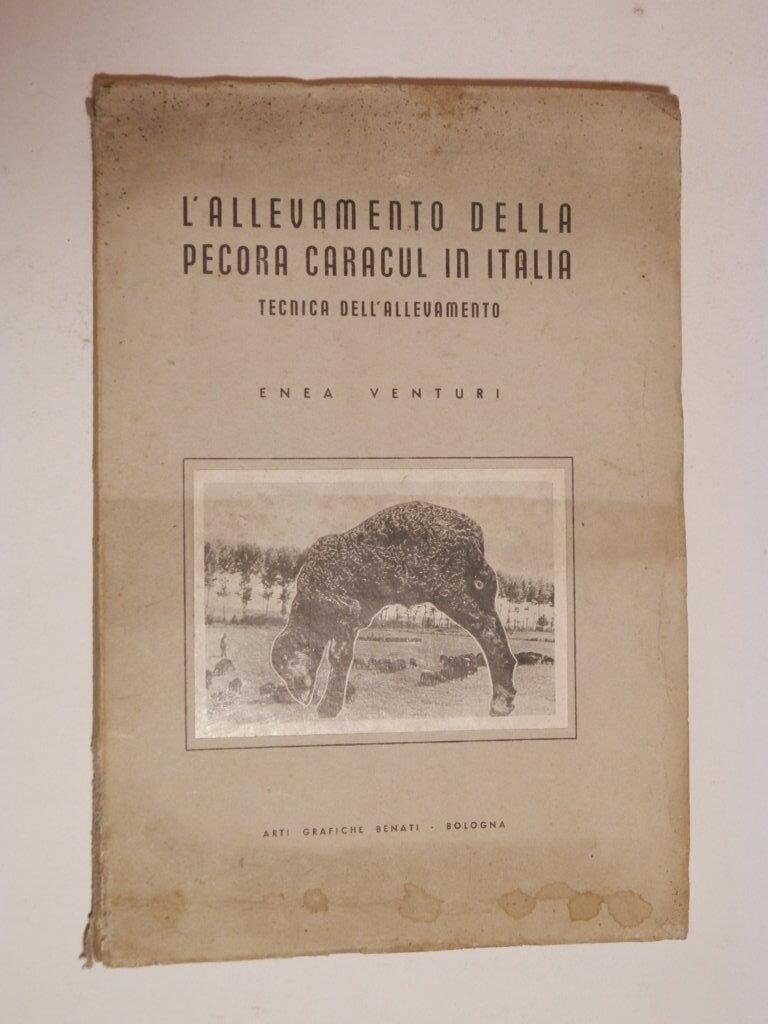 L'ALLEVAMENTO DELLA
PECORA CARACUL IN ITALIA
TECNICA DELL'ALLEVAMENTO
ENEA VENTURI
ARTI GRAFICHE BENATI - BOLOGNA